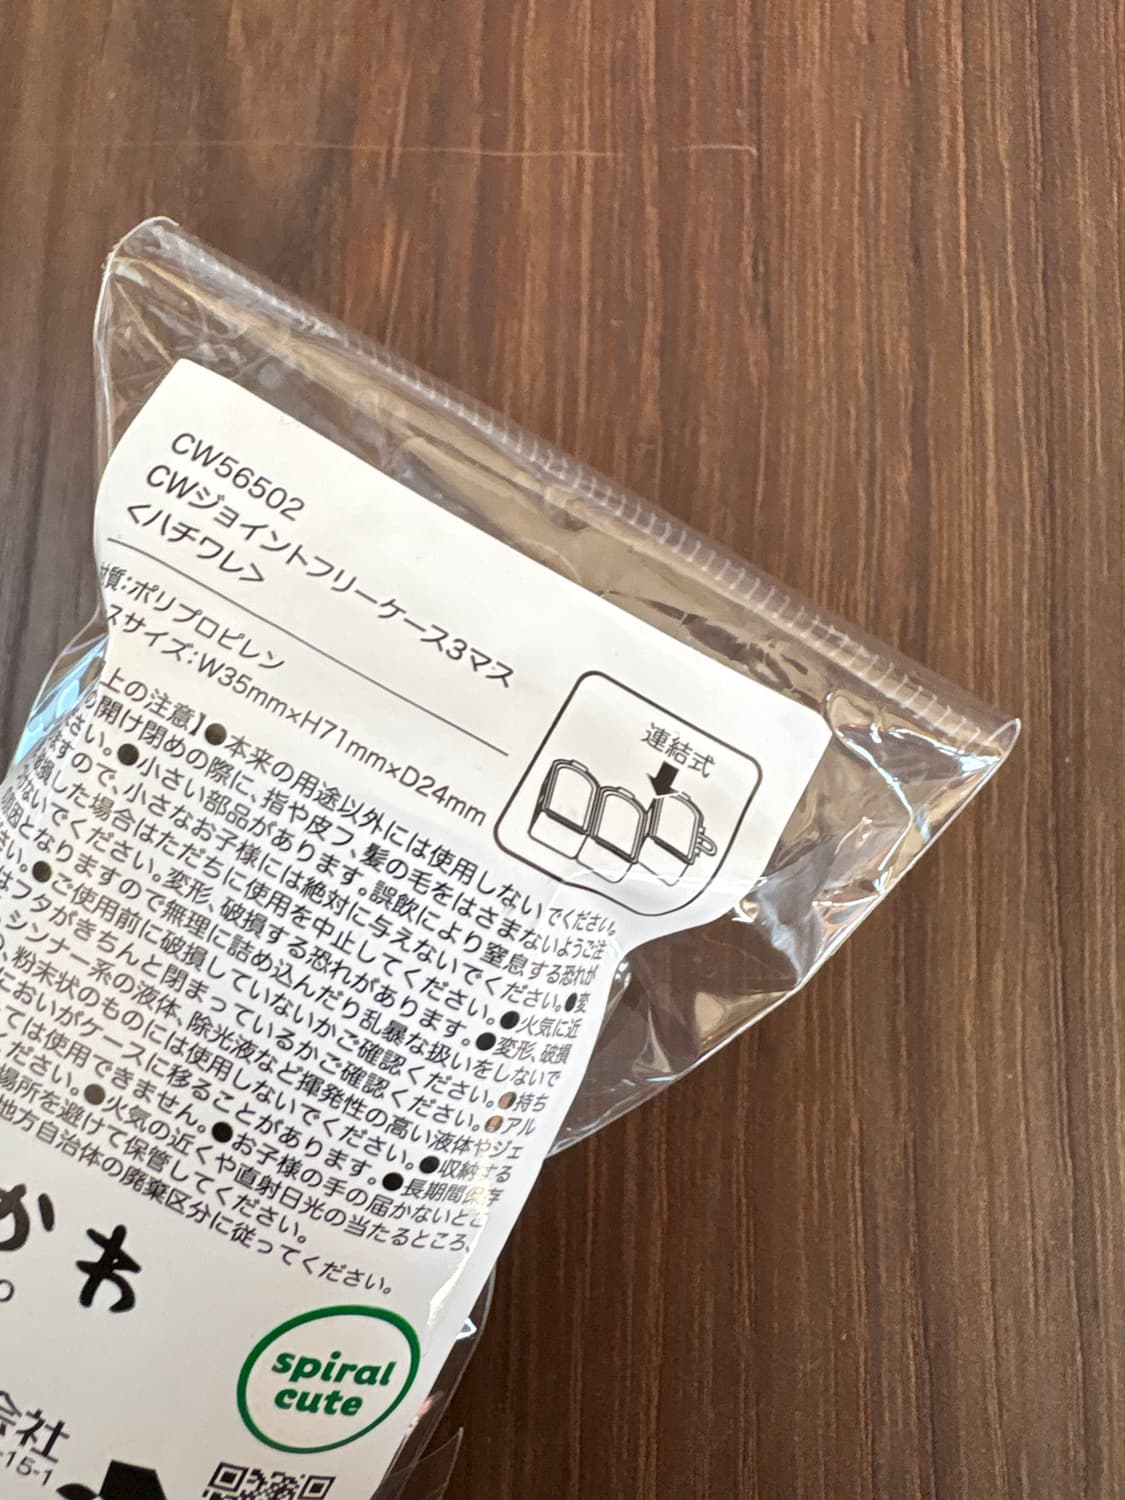 CW56502
CWジョイントフリーケース3マス
<ハチワレ>
質:ポリプロピレン
スサイズ:W35mm×H71mm×D24mm
連結式
上の注意】●本来の用途以外には使用しないでください。
開け閉めの際に、指や皮フ、髪の毛をはさまないようご注
さい。●小さい部品があります。誤飲により窒息する恐れが
ますので、小さなお子様には絶対に与えないでください。●変
破損した場合はただちに使用を中止してください。●火気に近
ないでください。変形、破損する恐れがあります。●変形、破損
原因となりますので無理に詰め込んだり乱暴な扱いをしないで
さい。●ご使用前に破損していないかご確認ください。●持ち
はフタがきちんと閉まっているかご確認ください。●アル
シンナー系の液体、除光液など揮発性の高い液体やジェ
、粉末状のものには使用しないでください。●収納する
においがケースに移ることがあります。●長期間保存
ては使用できません。●お子様の手の届かないとこ
ください。●火気の近くや直射日光の当たるところ、
場所を避けて保管してください。
地方自治体の廃棄区分に従ってください。
かわ
spiral
cute
会社
-15-1